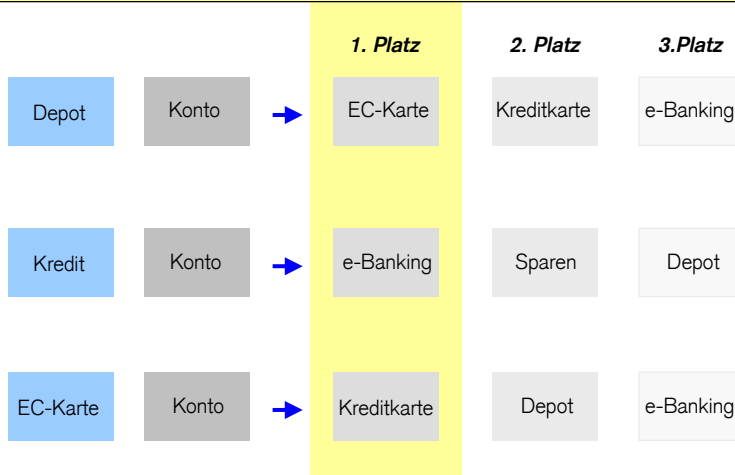 1. Platz 2. Platz 3.Platz
Depot Konto EC-Karte Kreditkarte e-Banking
Kredit Konto e-Banking Sparen Depot
EC-Karte Konto Kreditkarte Depot e-Banking